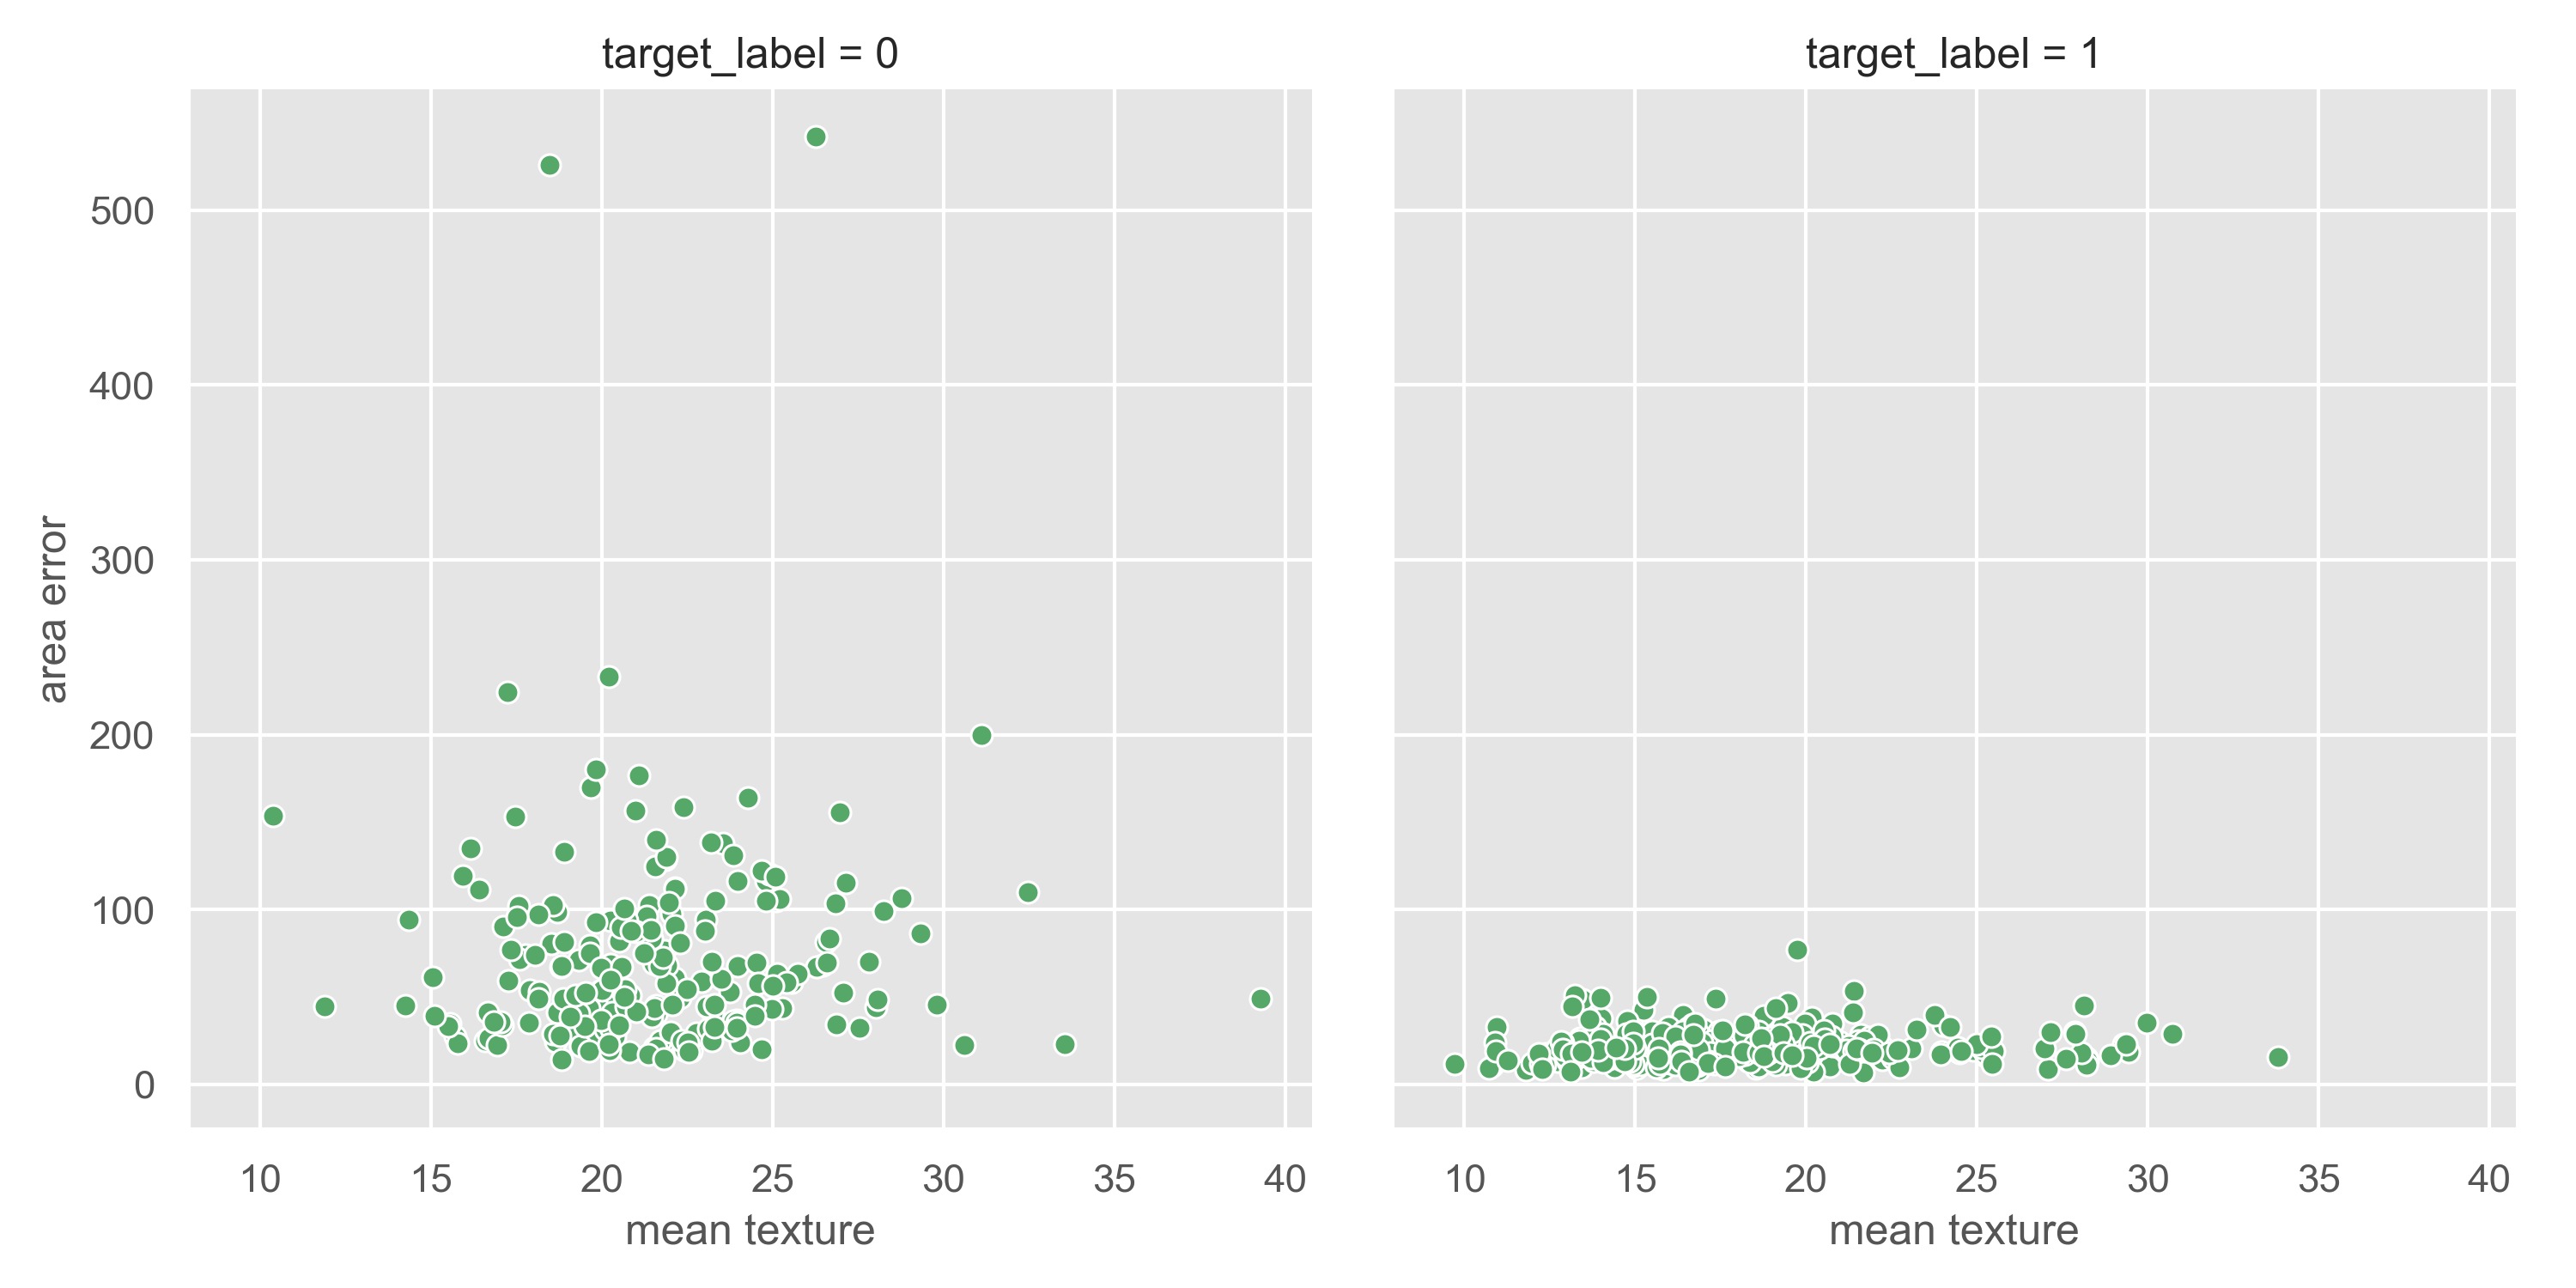 target_label = 0
target_label = 1
area error
500
400
300
200
100
0
10 15 20 25 30 35 40
10 15 20 25 30 35 40
mean texture
mean texture